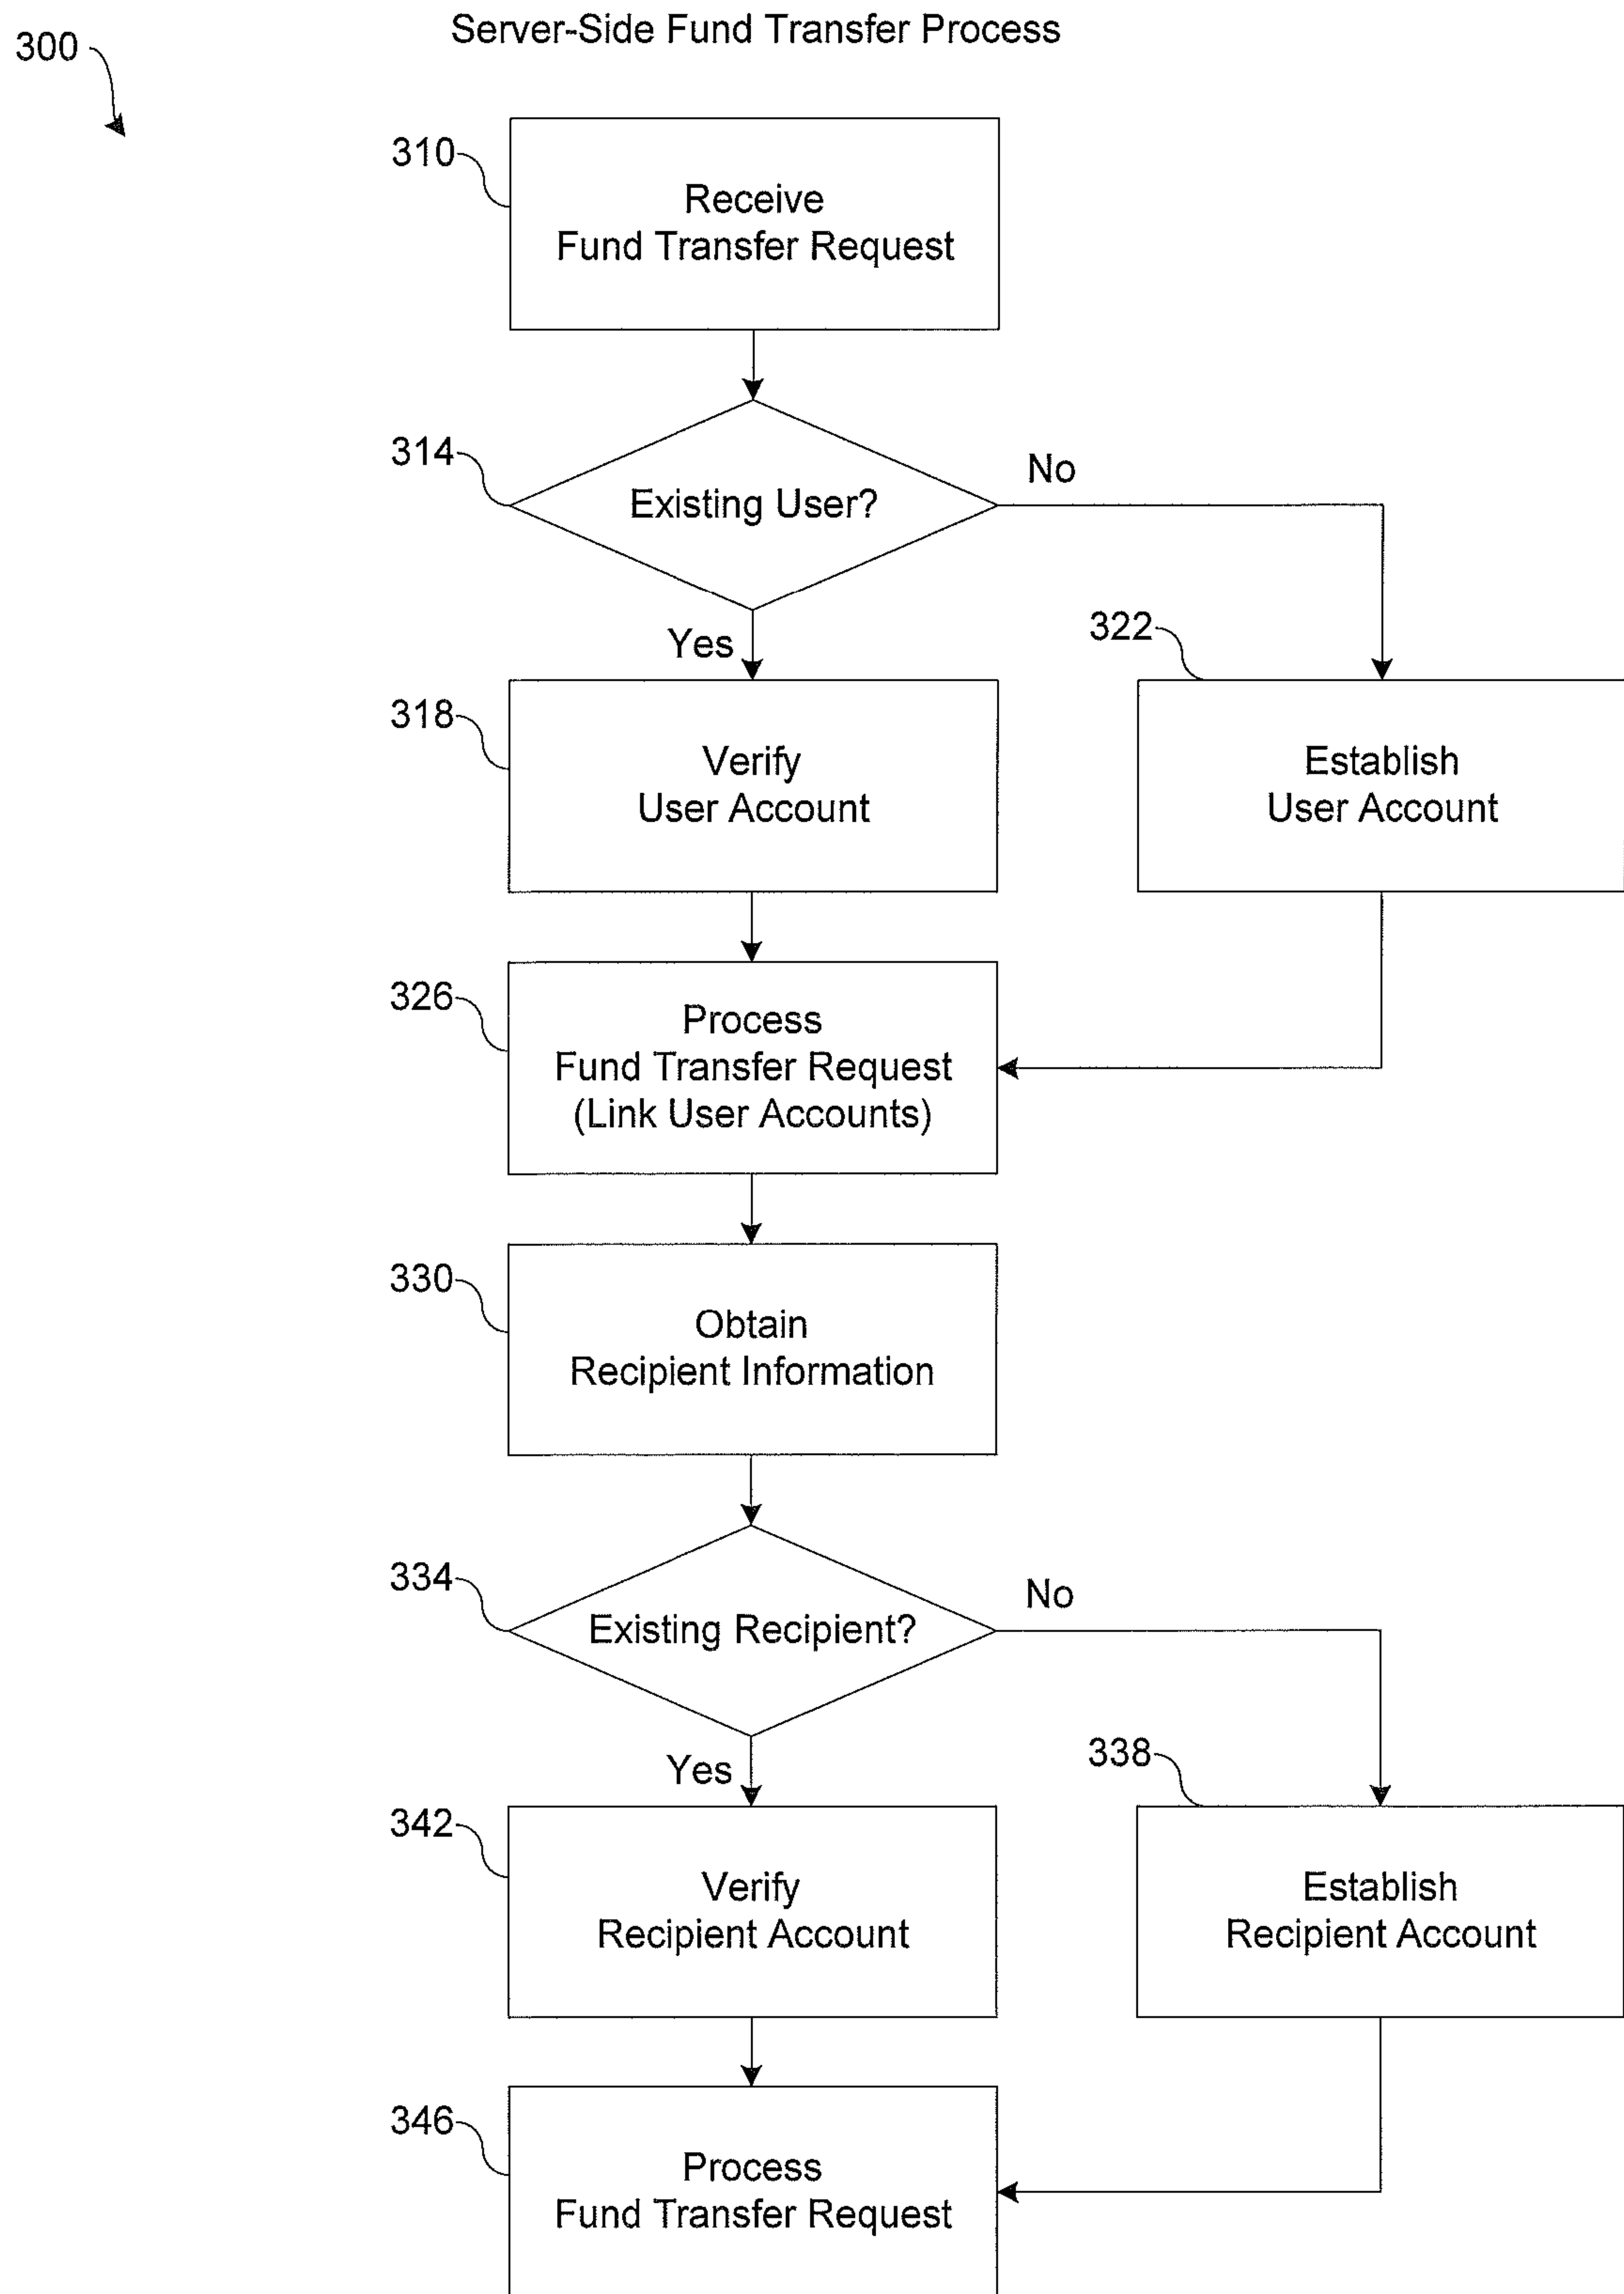 Server-Side Fund Transfer Process
300
310
Receive
Fund Transfer Request
314
Existing User?
No
Yes
322
318
Verify
User Account
Establish
User Account
326
Process
Fund Transfer Request
(Link User Accounts)
330
Obtain
Recipient Information
334
Existing Recipient?
No
Yes
338
342
Verify
Recipient Account
Establish
Recipient Account
346
Process
Fund Transfer Request